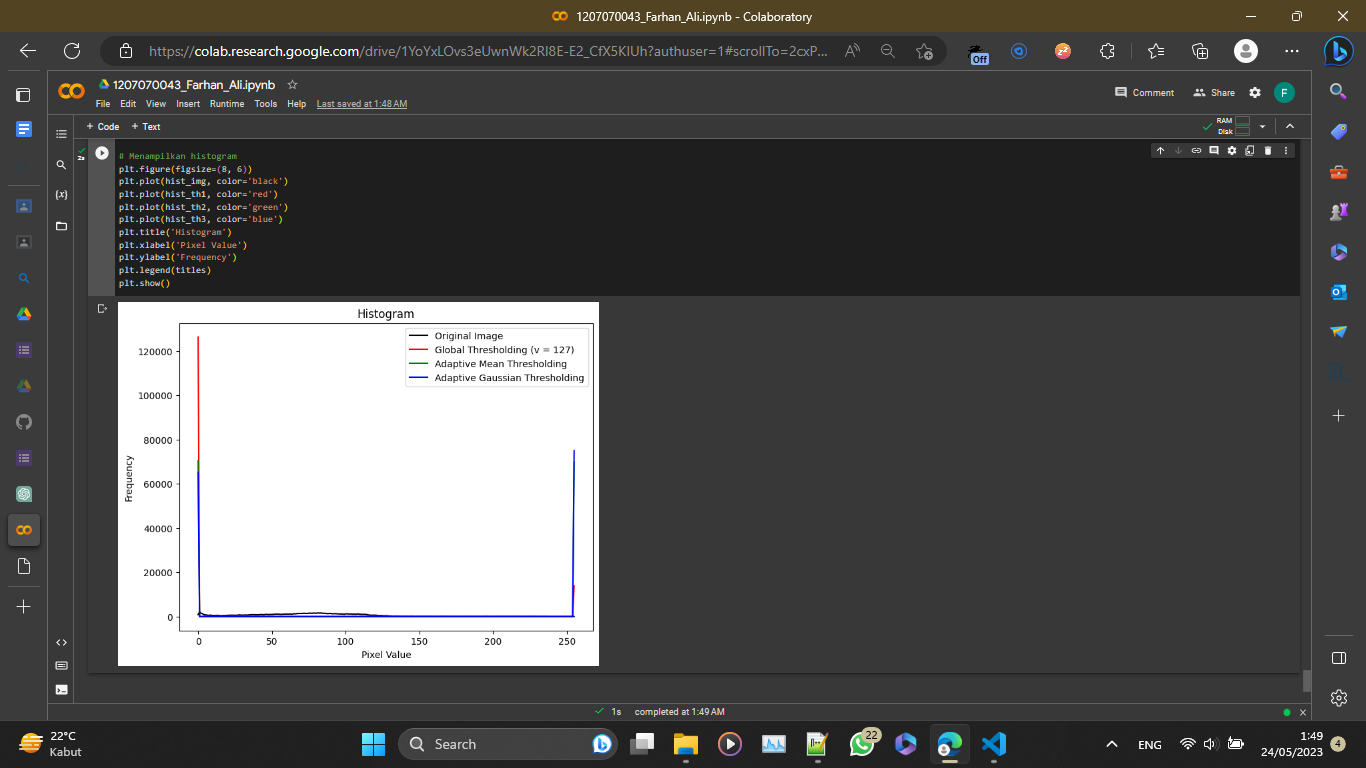 1207070043_Farhan_Ali.ipynb - Colaboratory
https://colab.research.google.com/drive/1YoYxLOvs3eUwnWk2RI8E-E2_CfX5KIUh?authuser=1#scrollTo=2cxP...
Off
1207070043_Farhan_Ali.ipynb
File Edit View Insert Runtime Tools Help Last saved at 1:48 AM
Comment Share F
+ Code + Text
RAM
Disk
2s
# Menampilkan histogram
plt.figure(figsize=(8, 6))
plt.plot(hist_img, color='black')
plt.plot(hist_th1, color='red')
plt.plot(hist_th2, color='green')
plt.plot(hist_th3, color='blue')
plt.title('Histogram')
plt.xlabel('Pixel Value')
plt.ylabel('Frequency')
plt.legend(titles)
plt.show()
Histogram
Original Image
Global Thresholding (v = 127)
Adaptive Mean Thresholding
Adaptive Gaussian Thresholding
120000
100000
80000
60000
40000
20000
0
Frequency
0 50 100 150 200 250
Pixel Value
1s completed at 1:49 AM
22°C
Kabut
Search
22
ENG
1:49
24/05/2023
4